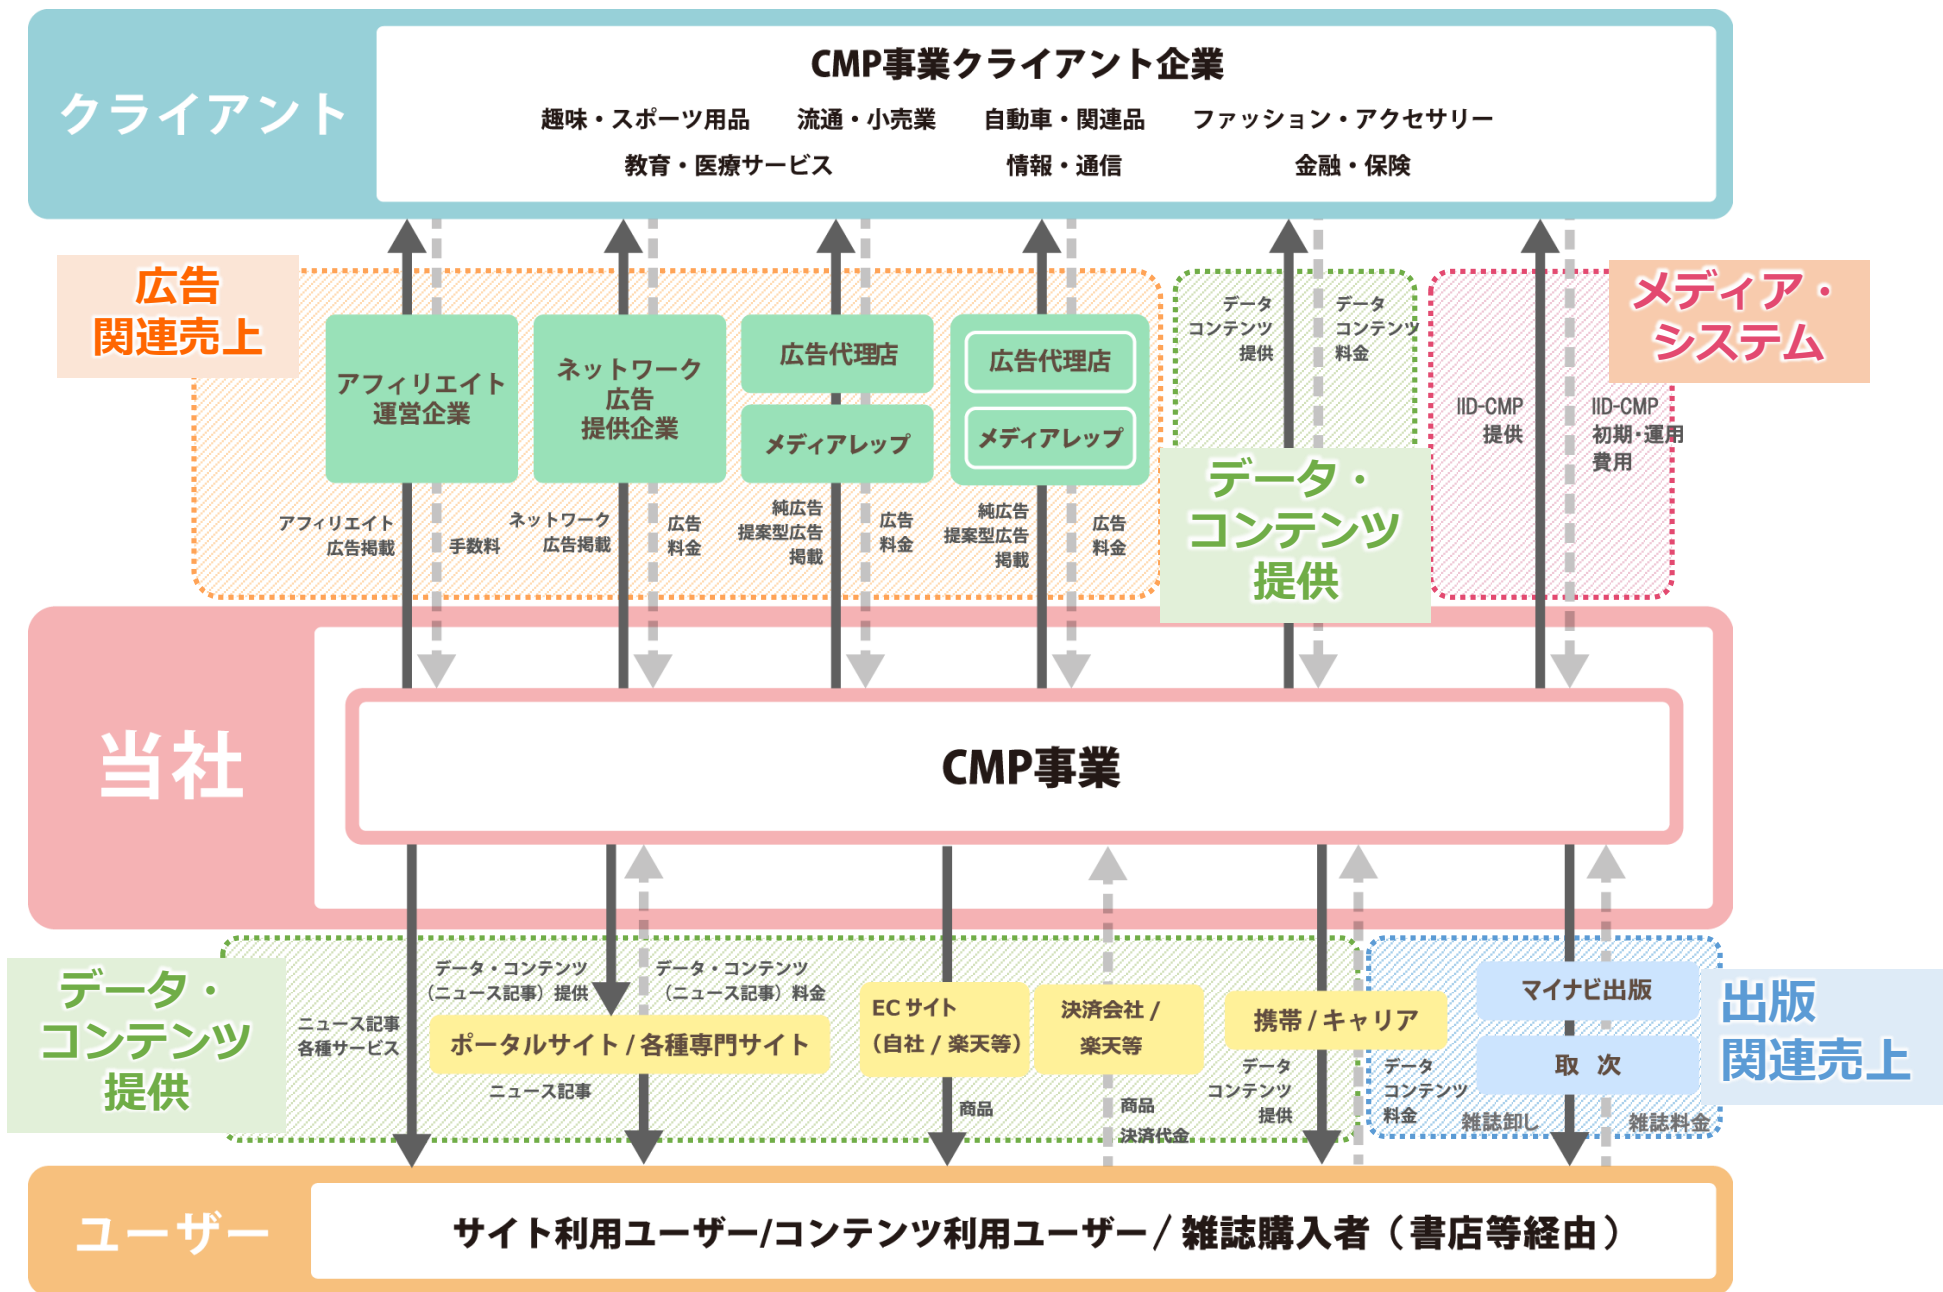 クライアント
CMP事業クライアント企業
趣味・スポーツ用品 流通・小売業 自動車・関連品 ファッション・アクセサリー
教育・医療サービス 情報・通信 金融・保険
広告
関連売上
アフィリエイト
運営企業
ネットワーク
広告
提供企業
広告代理店
メディアレップ
広告代理店
メディアレップ
データ
コンテンツ
提供
データ
コンテンツ
料金
メディア・
システム
IID-CMP
提供
IID-CMP
初期・運用
費用
アフィリエイト
広告掲載
手数料
ネットワーク
広告掲載
広告
料金
純広告
提案型広告
掲載
広告
料金
純広告
提案型広告
掲載
広告
料金
データ・
コンテンツ
提供
当社
CMP事業
データ・
コンテンツ
提供
ニュース記事
各種サービス
データ・コンテンツ
（ニュース記事）提供
データ・コンテンツ
（ニュース記事）料金
ポータルサイト / 各種専門サイト
ニュース記事
ECサイト
（自社 / 楽天等）
商品
決済会社 /
楽天等
商品
決済代金
携帯 / キャリア
データ
コンテンツ
提供
データ
コンテンツ
料金
マイナビ出版
取 次
雑誌卸し
雑誌料金
出版
関連売上
ユーザー
サイト利用ユーザー/コンテンツ利用ユーザー / 雑誌購入者（書店等経由）